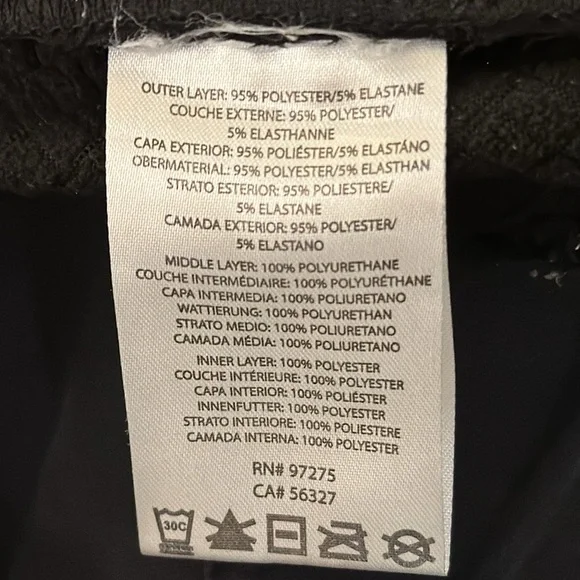 OUTER LAYER: 95% POLYESTER/5% ELASTANE
COUCHE EXTERNE: 95% POLYESTER/
5% ELASTHANNE
CAPA EXTERIOR: 95% POLIÉSTER/5% ELASTÁNO
OBERMATERIAL: 95% POLYESTER/5% ELASTHAN
STRATO ESTERIOR: 95% POLIESTERE/
5% ELASTANE
CAMADA EXTERIOR: 95% POLYESTER/
5% ELASTANO
MIDDLE LAYER: 100% POLYURETHANE
COUCHE INTERMÉDIAIRE: 100% POLYURÉTHANE
CAPA INTERMEDIA: 100% POLIURETANO
WATTIERUNG: 100% POLYURETHAN
STRATO MEDIO: 100% POLIURETANO
CAMADA MÉDIA: 100% POLIURETANO
INNER LAYER: 100% POLYESTER
COUCHE INTÉRIEURE: 100% POLYESTER
CAPA INTERIOR: 100% POLIÉSTER
INNENFUTTER: 100% POLYESTER
STRATO INTERIORE: 100% POLIESTERE
CAMADA INTERNA: 100% POLYESTER
RN# 97275
CA# 56327
30C